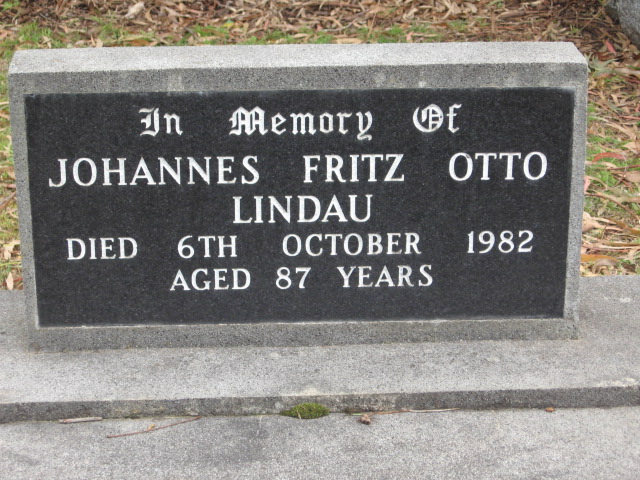 In Memory Of
JOHANNES FRITZ OTTO
LINDAU
DIED 6TH OCTOBER 1982
AGED 87 YEARS